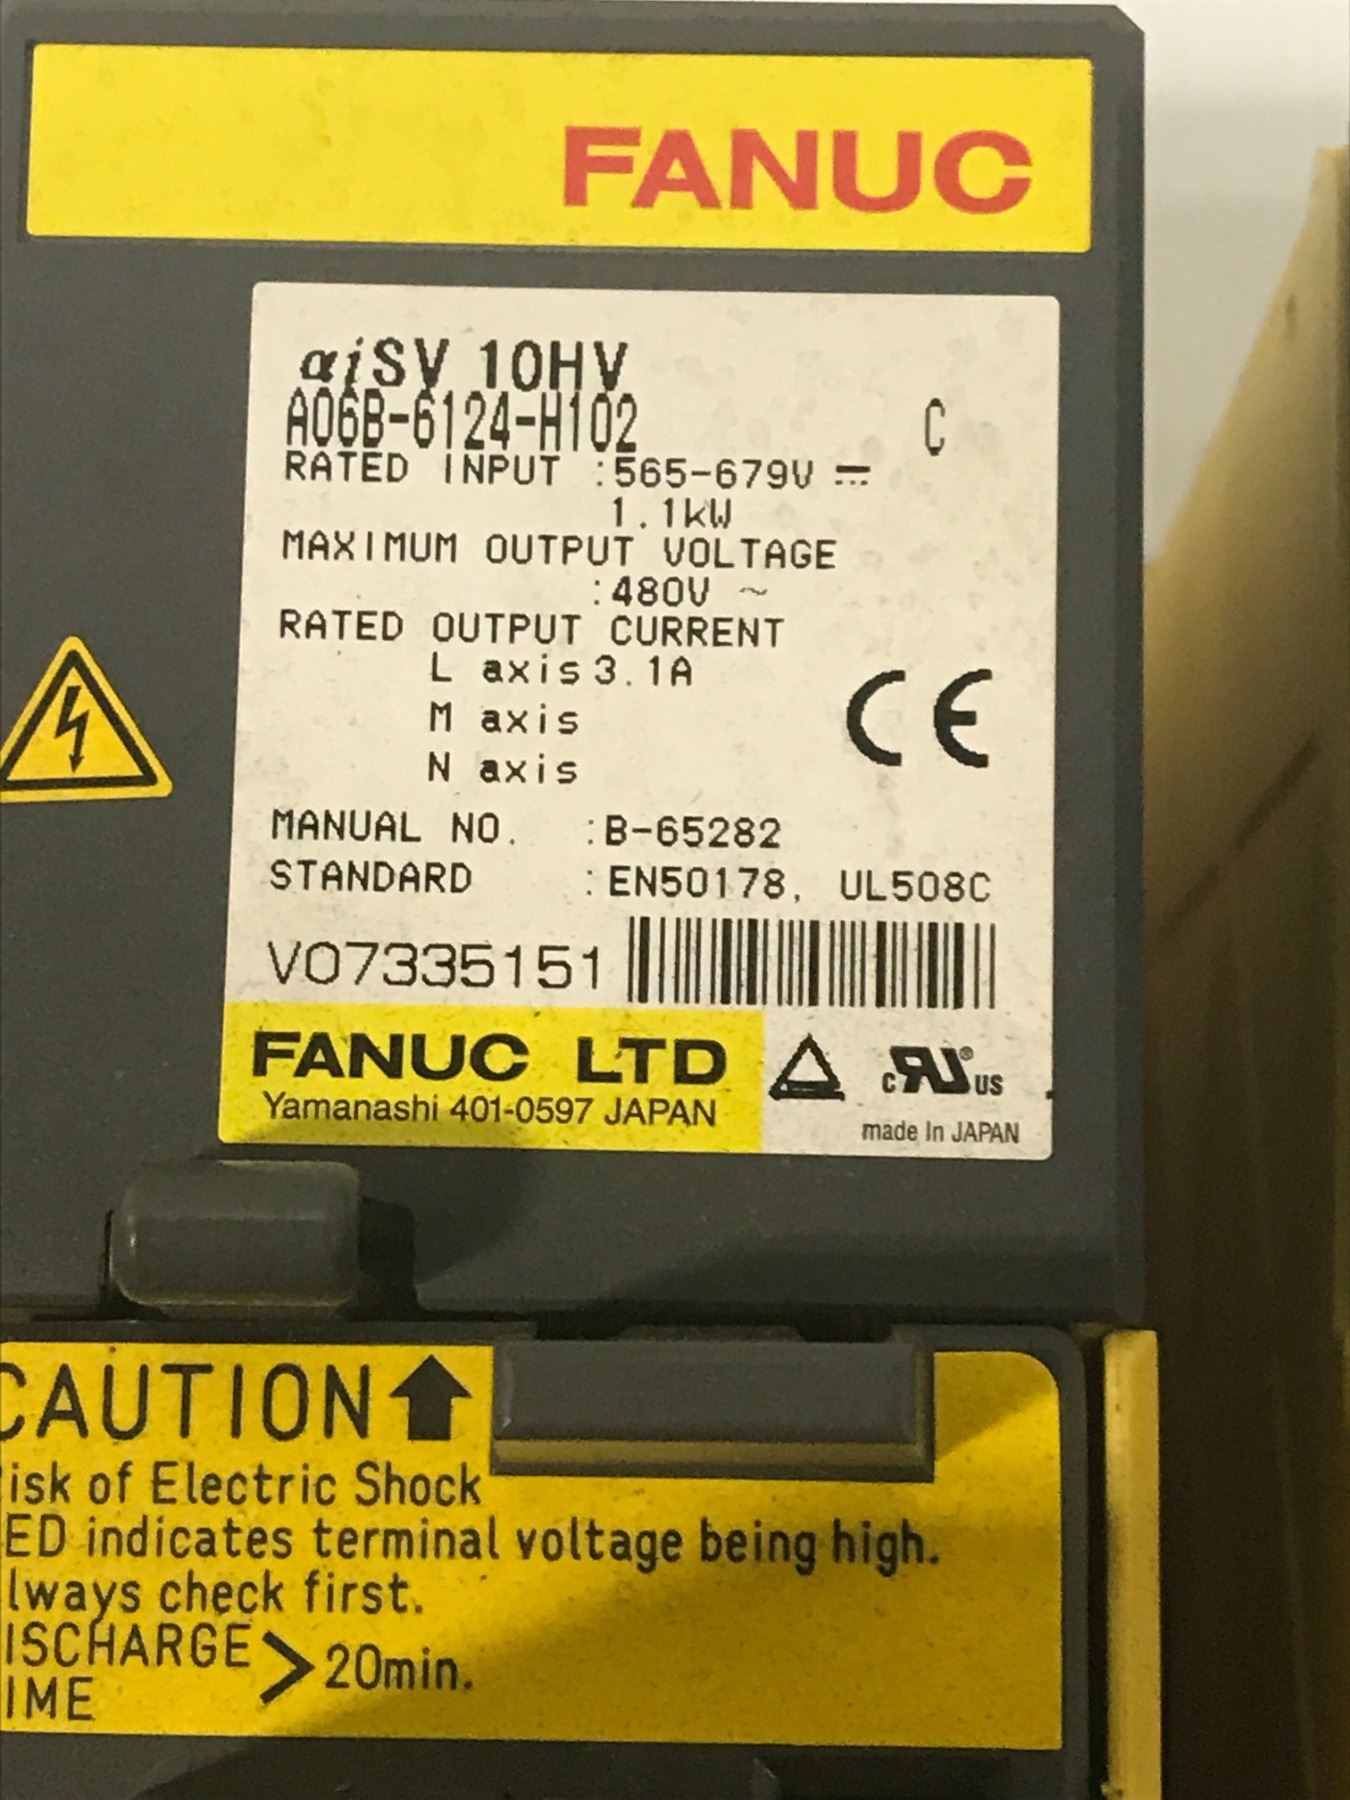 FANUC
αiSV 10HV
A06B-6124-H102 C
RATED INPUT :565-679V ⎓
1.1kW
MAXIMUM OUTPUT VOLTAGE
:480V ~
RATED OUTPUT CURRENT
L axis 3.1A
M axis
N axis
CE
MANUAL NO. :B-65282
STANDARD :EN50178, UL508C
V07335151
FANUC LTD
Yamanashi 401-0597 JAPAN
c RU ® US
made In JAPAN
CAUTION
isk of Electric Shock
ED indicates terminal voltage being high.
lways check first.
ISCHARGE
IME > 20min.